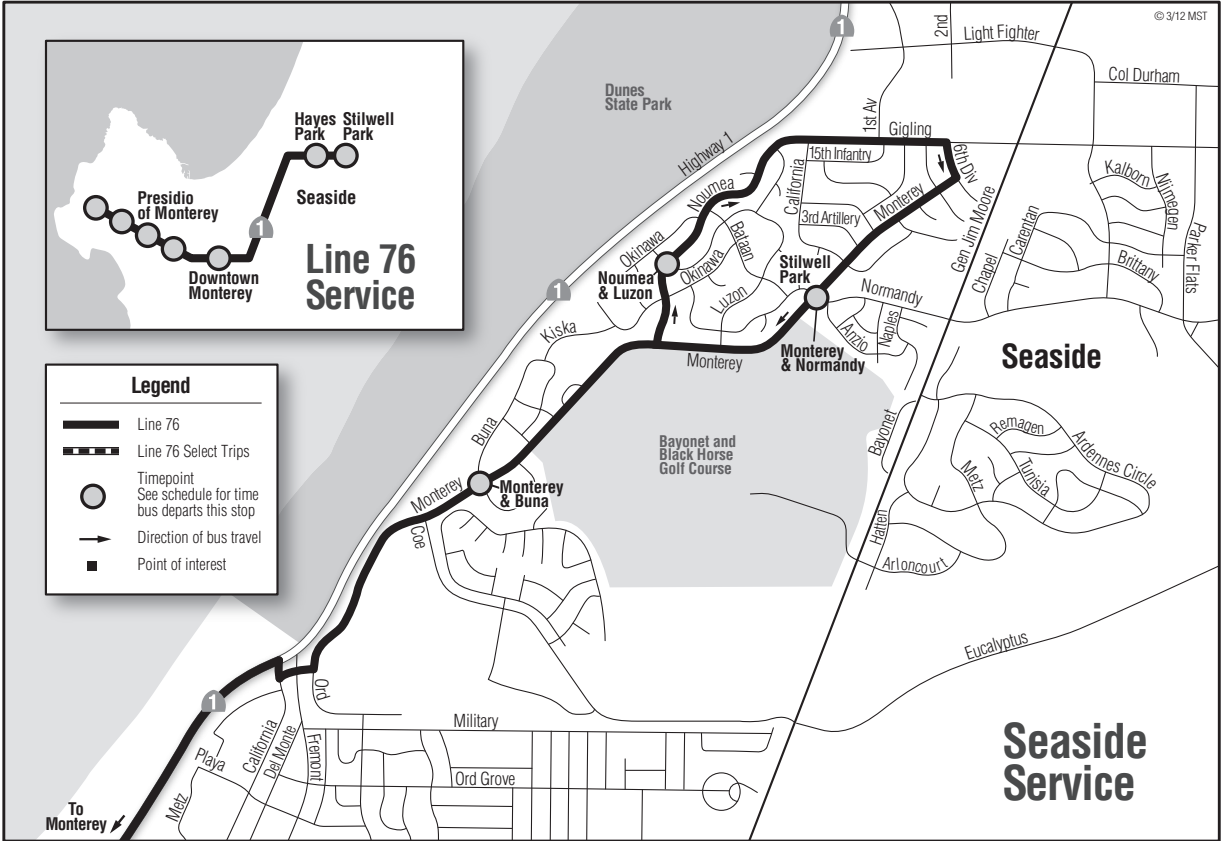 © 3/12 MST
1
2nd
Light Fighter
Col Durham
Dunes
State Park
1st Av
Gigling
Highway 1
15th Infantry
6th Div
Noumea
California
Monterey
3rd Artillery
Kalborn
Nijmegen
Parker Flats
Gen Jim Moore
Chapel
Carentan
Brittany
Okinawa
Bataan
Okinawa
Luzon
Noumea
& Luzon
Stilwell
Park
Normandy
Anzio
Naples
Monterey
& Normandy
Monterey
1
Kiska
Seaside
Buna
Bayonet and
Black Horse
Golf Course
Bayonet
Remagen
Ardennes Circle
Metz
Tunisia
Monterey
Monterey
& Buna
Coe
Hatten
Arloncourt
Eucalyptus
Ord
1
Military
California
Del Monte
Fremont
Playa
Metz
Ord Grove
To
Monterey
Seaside
Service
Hayes
Park
Stilwell
Park
Presidio
of Monterey
Seaside
1
Downtown
Monterey
Line 76
Service
Legend
Line 76
Line 76 Select Trips
Timepoint
See schedule for time
bus departs this stop
Direction of bus travel
Point of interest